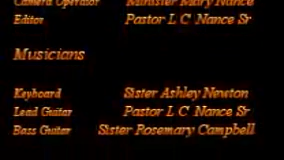 Camera Operator Minister Mary Nance
Editor Pastor L C Nance Sr
Musicians
Keyboard Sister Ashley Newton
Lead Guitar Pastor L C Nance Sr
Bass Guitar Sister Rosemary Campbell